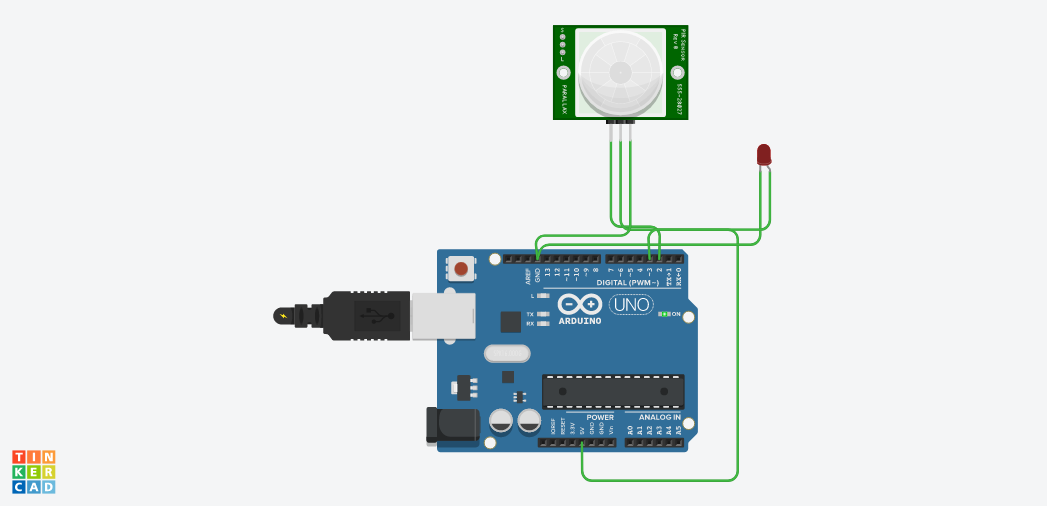 PIR Sensor
Rev B
PARALLAX
555-28027
AREF
GND
13
12
~11
~10
~9
8
7
~6
~5
4
~3
2
TX→1
RX←0
DIGITAL (PWM~)
L
TX
RX
ARDUINO
UNO
ON
POWER
ANALOG IN
IOREF
RESET
3.3V
5V
GND
GND
Vin
A0
A1
A2
A3
A4
A5
TIN
KER
CAD